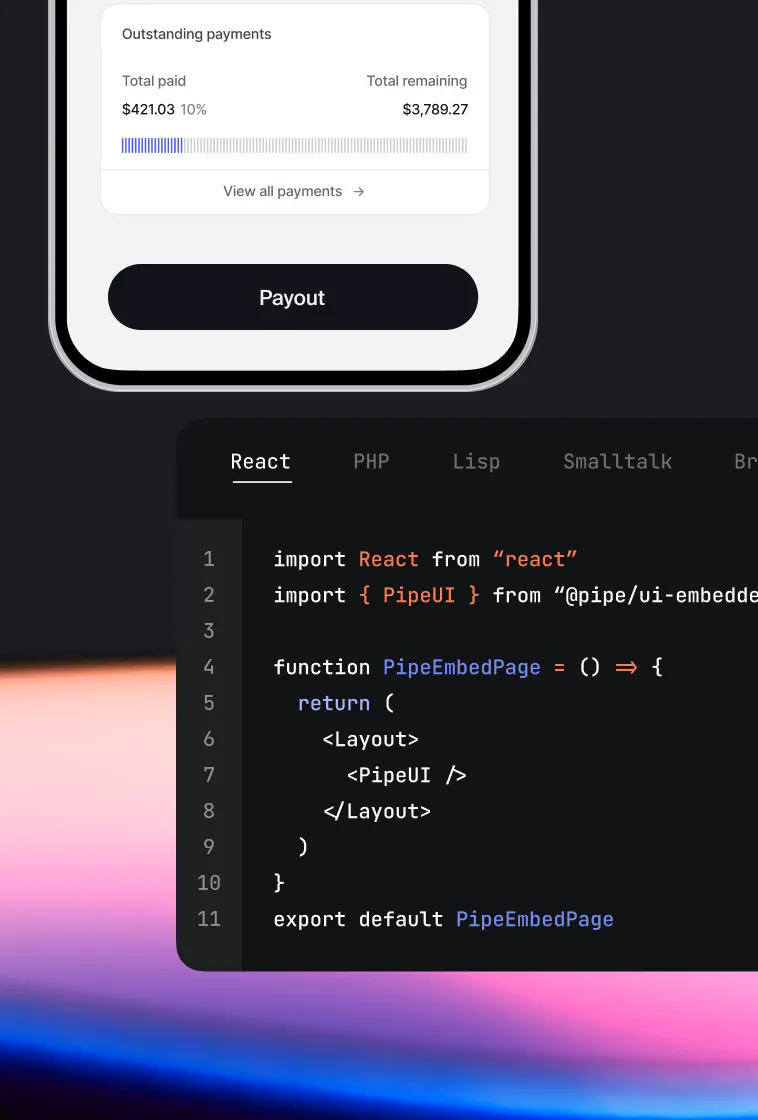 Outstanding payments
Total paid Total remaining
$421.03 10% $3,789.27
View all payments →
Payout
React PHP Lisp Smalltalk Br
1 import React from “react”
2 import { PipeUI } from “@pipe/ui-embedde
3
4 function PipeEmbedPage = () => {
5 return (
6 <Layout>
7 <PipeUI />
8 </Layout>
9 )
10 }
11 export default PipeEmbedPage